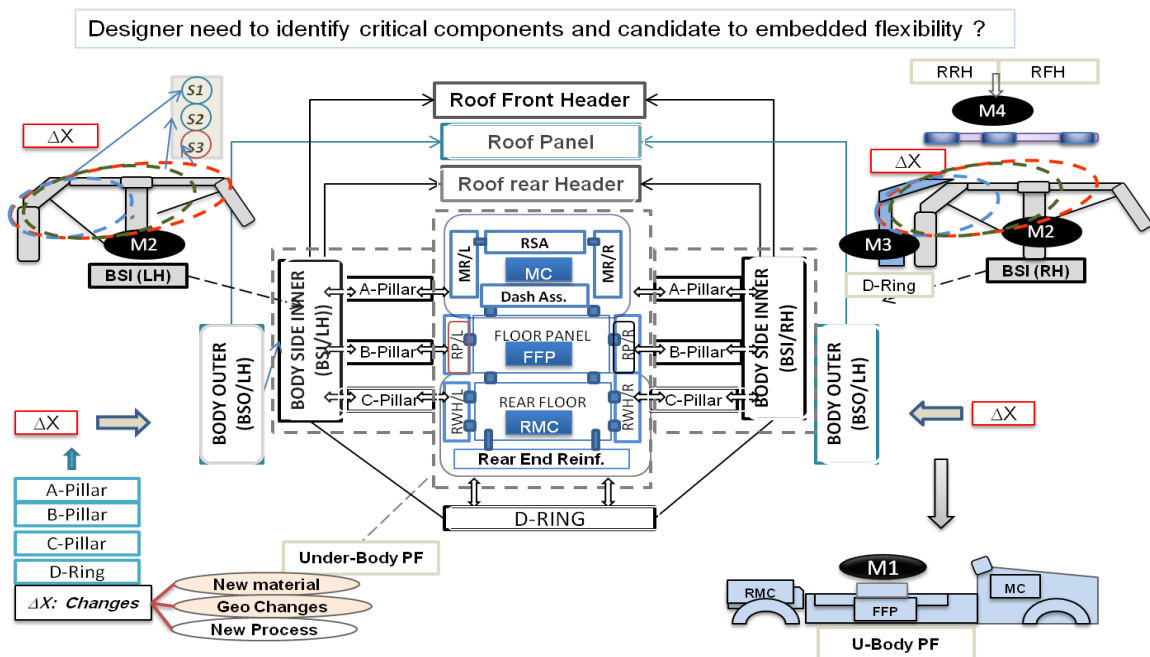 Designer need to identify critical components and candidate to embedded flexibility ?
S1
S2
S3
ΔX
M2
BSI (LH)
Roof Front Header
Roof Panel
Roof rear Header
RRH
RFH
M4
ΔX
M3
M2
D-Ring
BSI (RH)
BODY OUTER
(BSO/LH)
BODY SIDE INNER
(BSI/LH))
A-Pillar
B-Pillar
C-Pillar
MR/L
RSA
MC
MR/R
Dash Ass.
RP/L
FLOOR PANEL
FFP
RP/R
RWH/L
REAR FLOOR
RMC
RWH/R
Rear End Reinf.
A-Pillar
B-Pillar
C-Pillar
BODY SIDE INNER
(BSI/RH)
BODY OUTER
(BSO/LH)
D-RING
ΔX
ΔX
A-Pillar
B-Pillar
C-Pillar
D-Ring
ΔX: Changes
New material
Geo Changes
New Process
Under-Body PF
M1
RMC
FFP
MC
U-Body PF